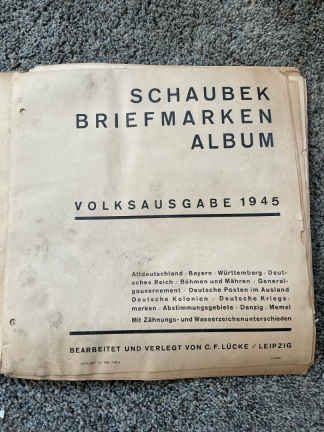 SCHAUBEK
BRIEFMARKEN
ALBUM
VOLKSAUSGABE 1945
Altdeutschland · Bayern · Württemberg · Deut-
sches Reich · Böhmen und Mähren · General-
gouvernement · Deutsche Posten im Ausland
Deutsche Kolonien · Deutsche Kriegs-
marken · Abstimmungsgebiete · Danzig · Memel
Mit Zähnungs- und Wasserzeichenunterschieden
BEARBEITET UND VERLEGT VON C. F. LÜCKE / LEIPZIG